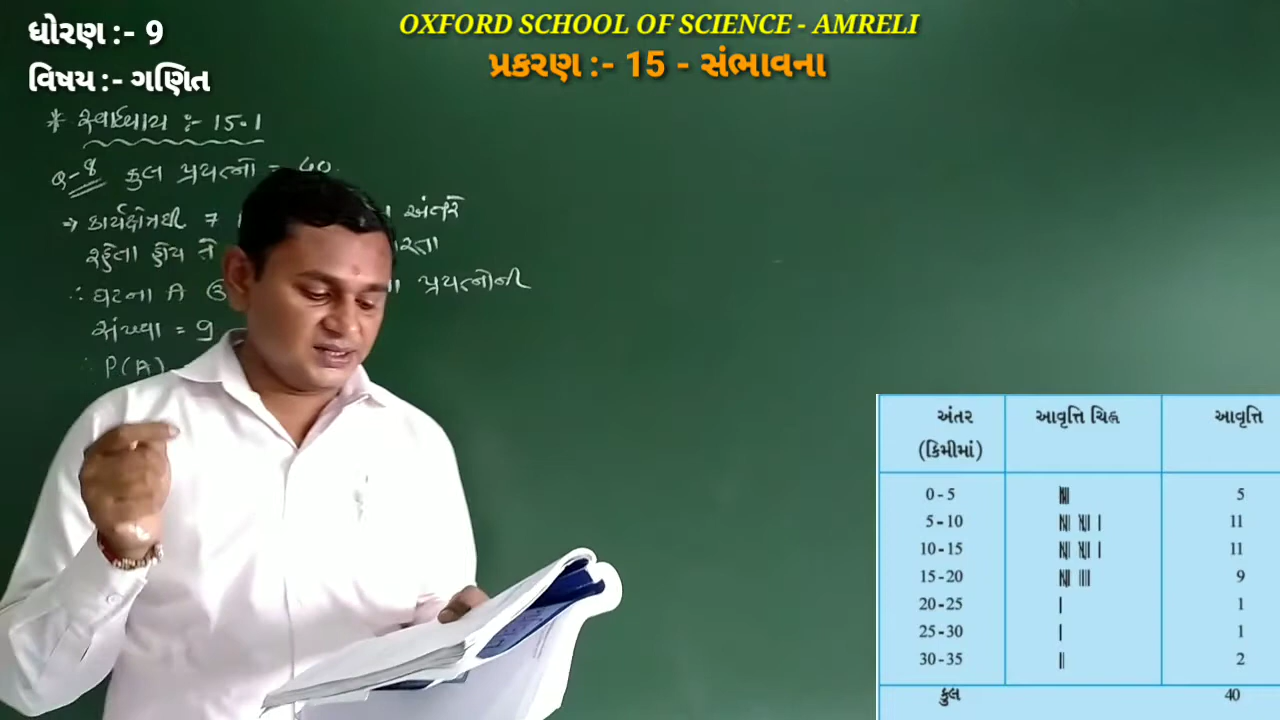 ધોરણ :- 9
વિષય :- ગણિત
OXFORD SCHOOL OF SCIENCE - AMRELI
પ્રકરણ :- 15 - સંભાવના
* સ્વાધ્યાય :- 15.1
કુલ પ્રયત્નો = 40.
⇒ કાર્યક્ષેત્રથી 7 અંતરે
રહેતા હોય તે
∴ ઘટના A પ્રયત્નોની
સંખ્યા = 9
∴ P(A)
અંતર (કિમીમાં) આવૃત્તિ ચિહ્ન આવૃત્તિ
0 - 5 5
5 - 10 11
10 - 15 11
15 - 20 9
20 - 25 1
25 - 30 1
30 - 35 2
કુલ 40